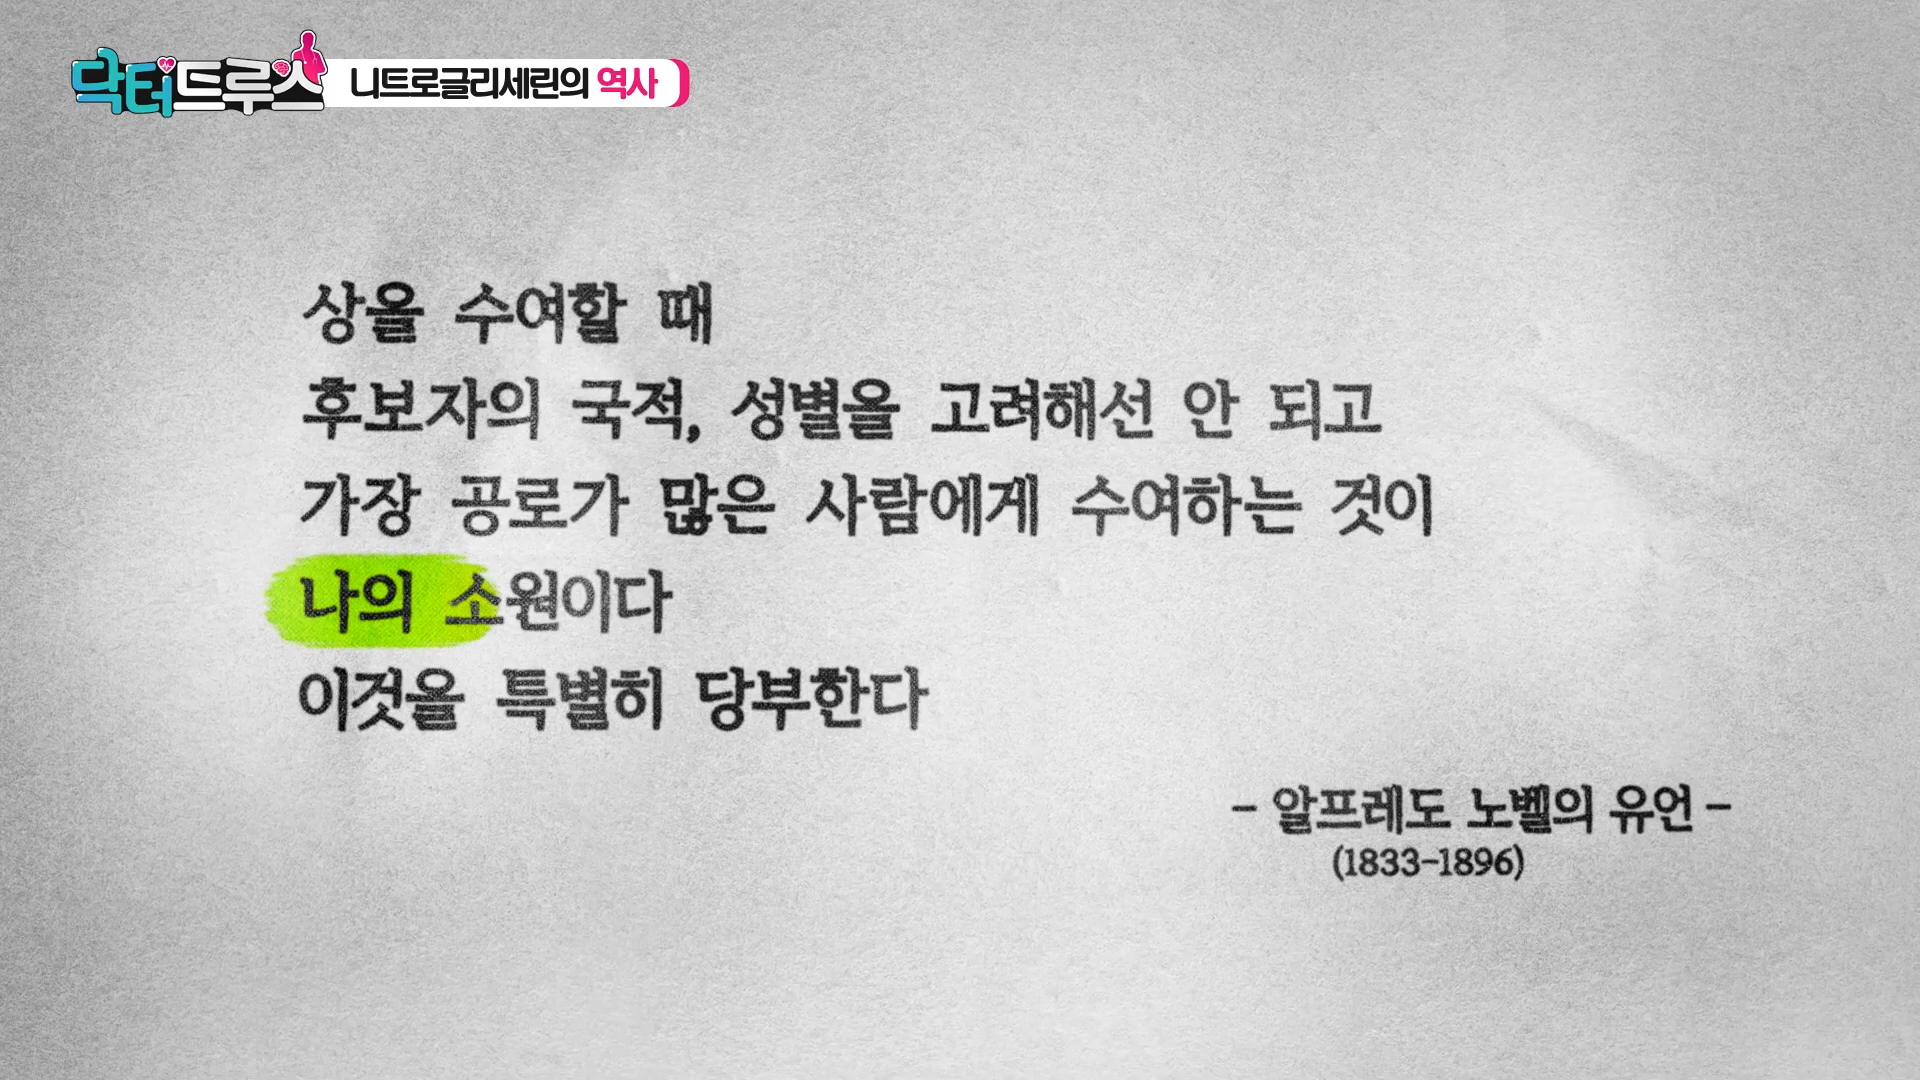 닥터트루스
니트로글리세린의 역사
상을 수여할 때
후보자의 국적, 성별을 고려해선 안 되고
가장 공로가 많은 사람에게 수여하는 것이
나의 소원이다
이것을 특별히 당부한다
- 알프레도 노벨의 유언 -
(1833-1896)